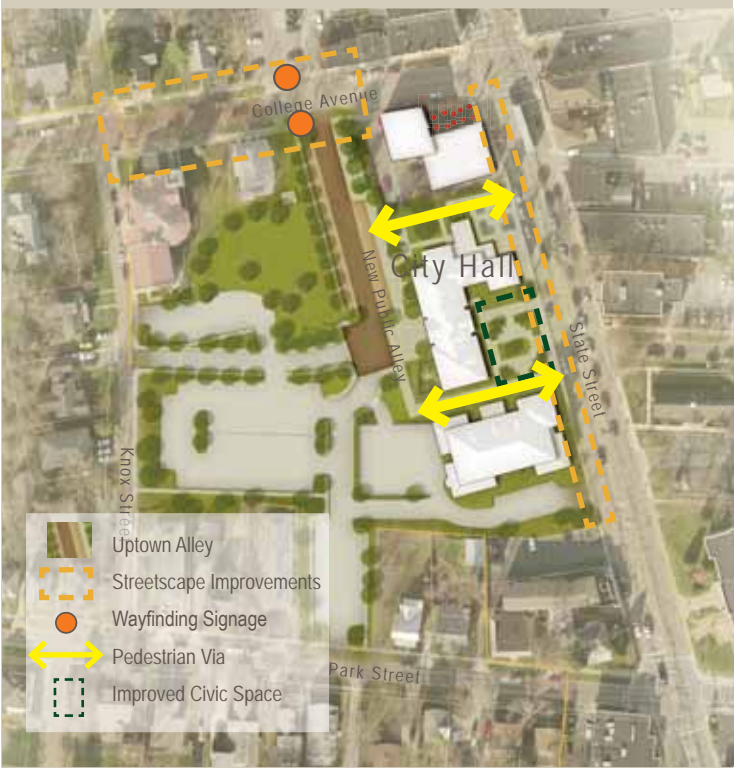 College Avenue
New Public Alley
City Hall
State Street
Knox Street
Uptown Alley
Streetscape Improvements
Wayfinding Signage
Pedestrian Via
Park Street
Improved Civic Space